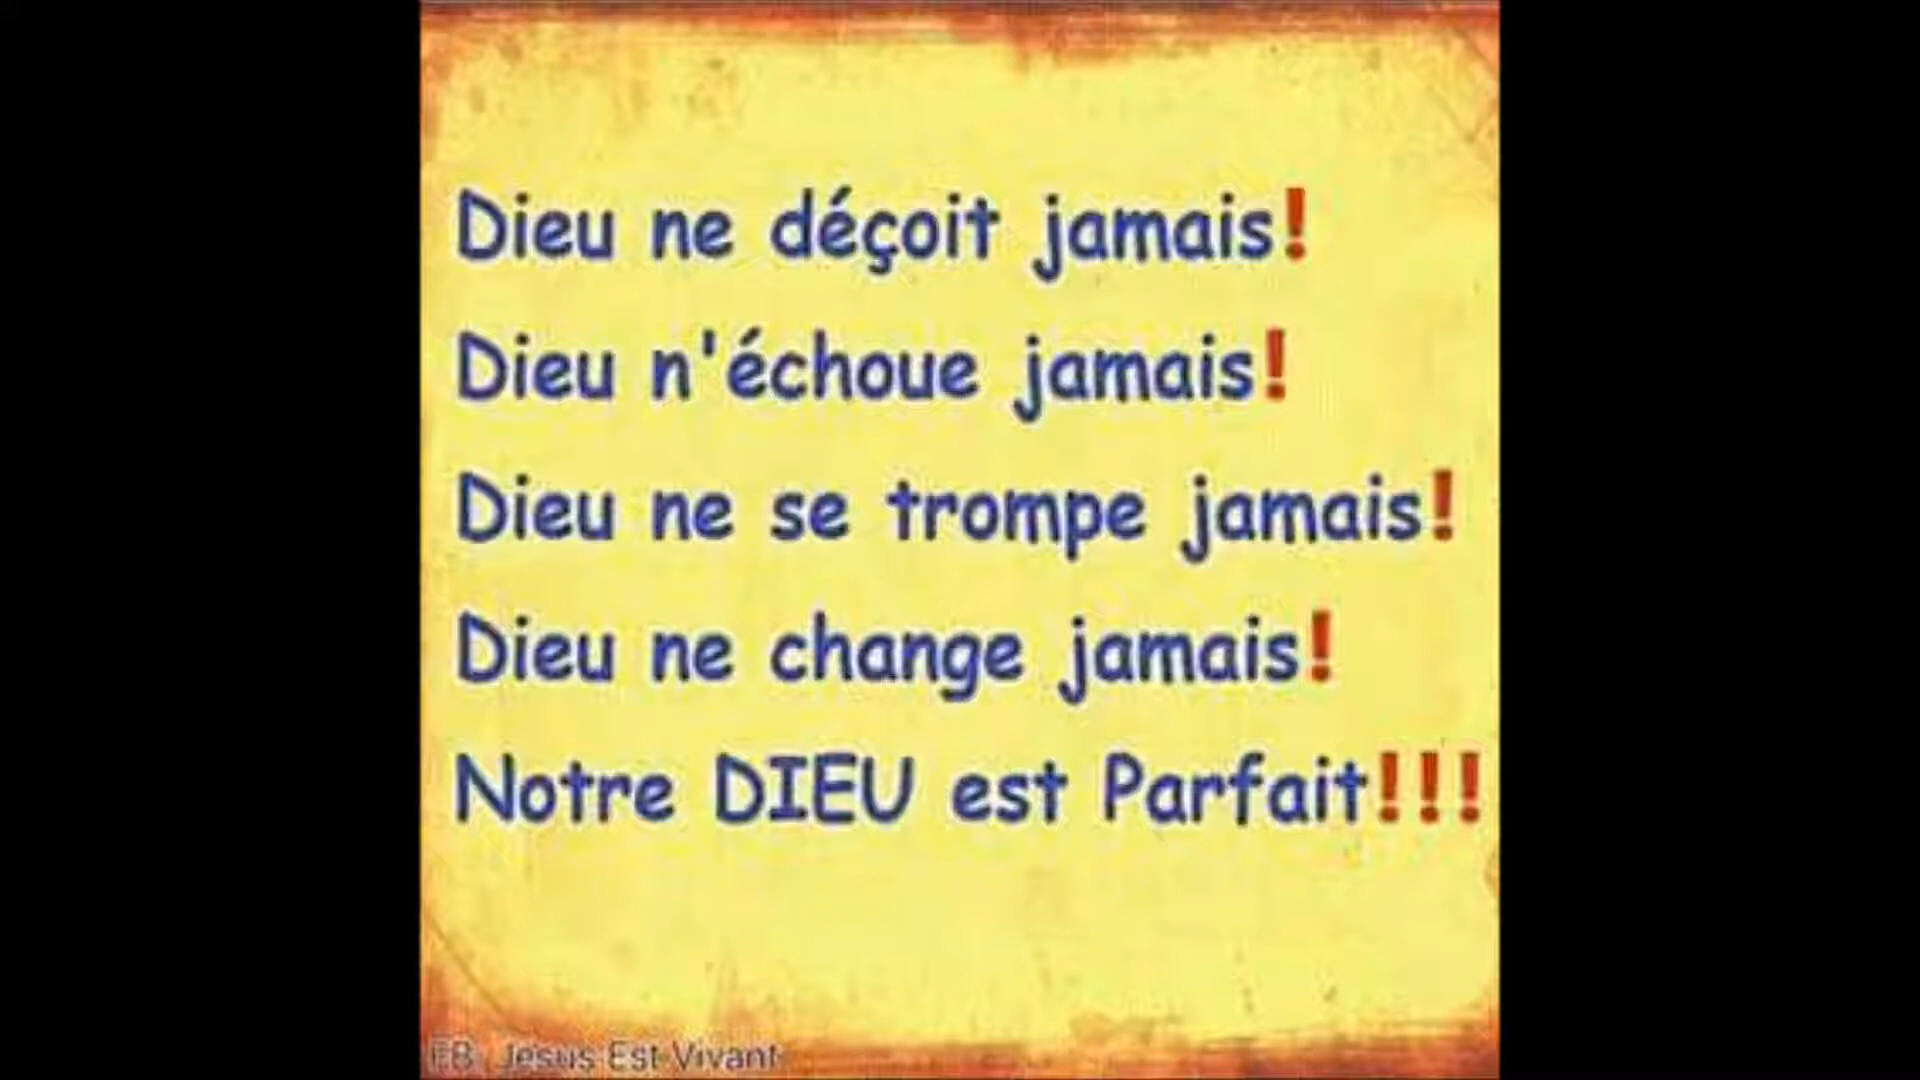 Dieu ne déçoit jamais!
Dieu n'échoue jamais!
Dieu ne se trompe jamais!
Dieu ne change jamais!
Notre DIEU est Parfait!!!
FB: Jesus Est Vivant